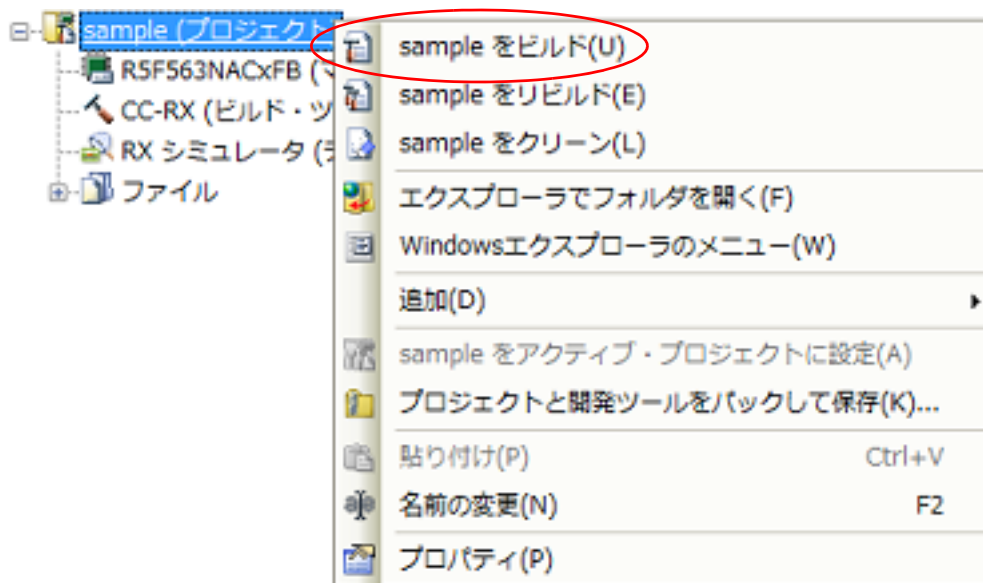 sample (プロジェクト
R5F563NACxFB (
CC-RX (ビルド・ツ
RX シミュレータ (
ファイル
sample をビルド(U)
sample をリビルド(E)
sample をクリーン(L)
エクスプローラでフォルダを開く(F)
Windowsエクスプローラのメニュー(W)
追加(D)
sample をアクティブ・プロジェクトに設定(A)
プロジェクトと開発ツールをパックして保存(K)...
貼り付け(P) Ctrl+V
名前の変更(N) F2
プロパティ(P)